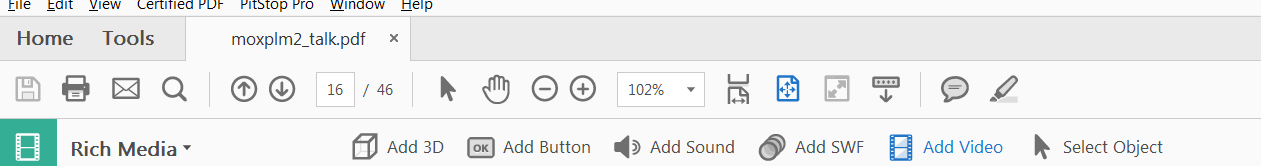 File Edit View Certified PDF PitStop Pro Window Help
Home Tools moxplm2_talk.pdf ×
16 / 46 102%
Rich Media Add 3D OK Add Button Add Sound Add SWF Add Video Select Object